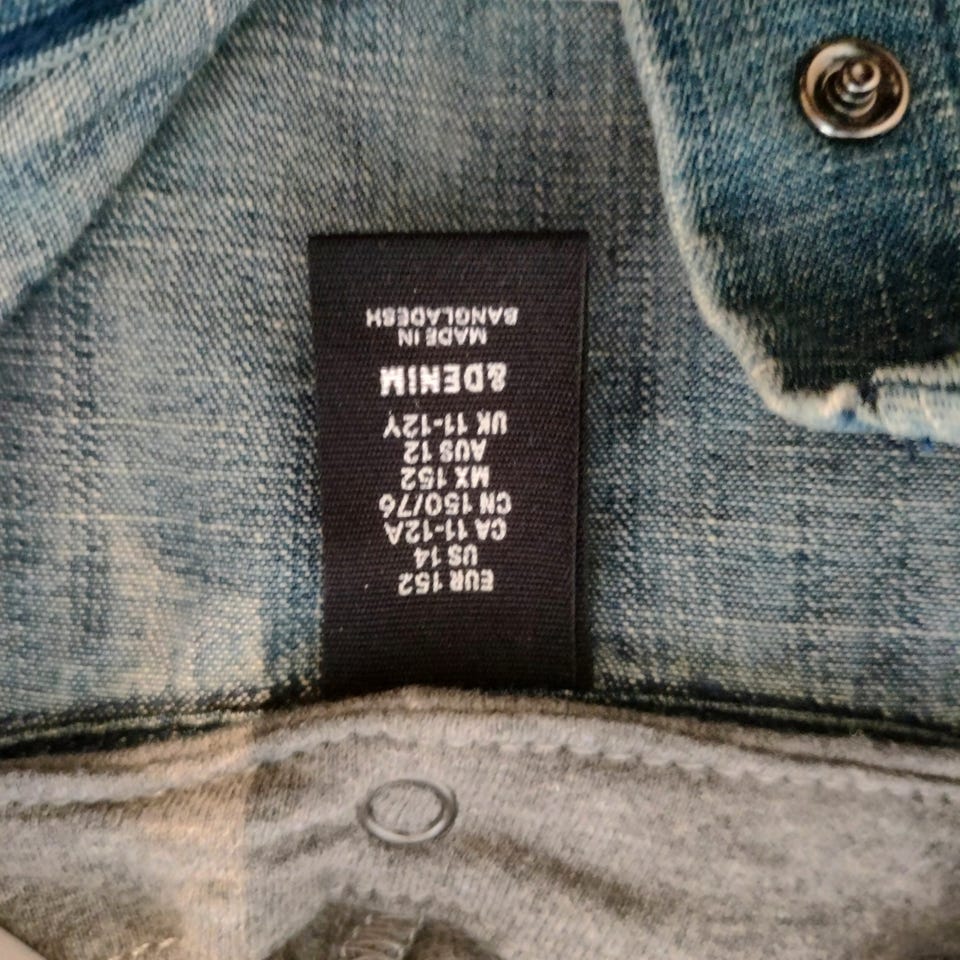 EUR 152
US 14
CA 11-12A
CN 150/76
MX 152
AUS 12
UK 11-12Y
&DENIM
MADE IN
BANGLADESH